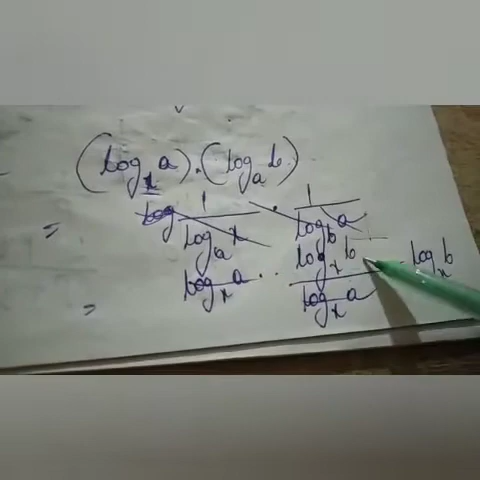 (log_x a) · (log_a b)
= log 1/log_a x · 1/log_b a
= log_x a · log_x b/log_x a = log_x b